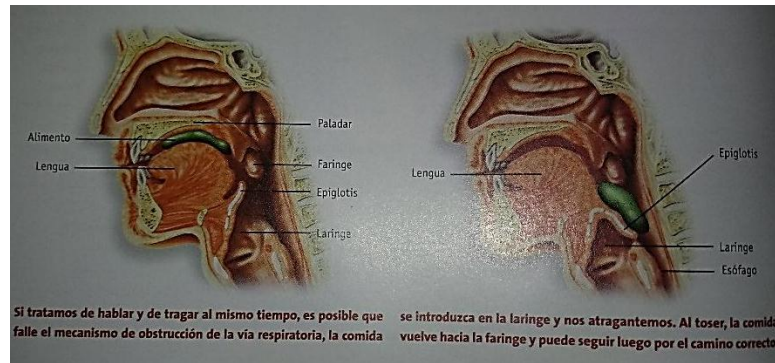 Alimento
Lengua
Paladar
Faringe
Epiglotis
Laringe
Lengua
Epiglotis
Laringe
Esófago
Si tratamos de hablar y de tragar al mismo tiempo, es posible que
falle el mecanismo de obstrucción de la vía respiratoria, la comida
se introduzca en la laringe y nos atragantemos. Al toser, la comida
vuelve hacia la faringe y puede seguir luego por el camino correcto